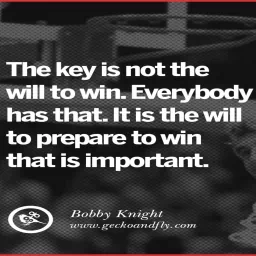 The key is not the
will to win. Everybody
has that. It is the will
to prepare to win
that is important.
Bobby Knight
www.geckoandfly.com